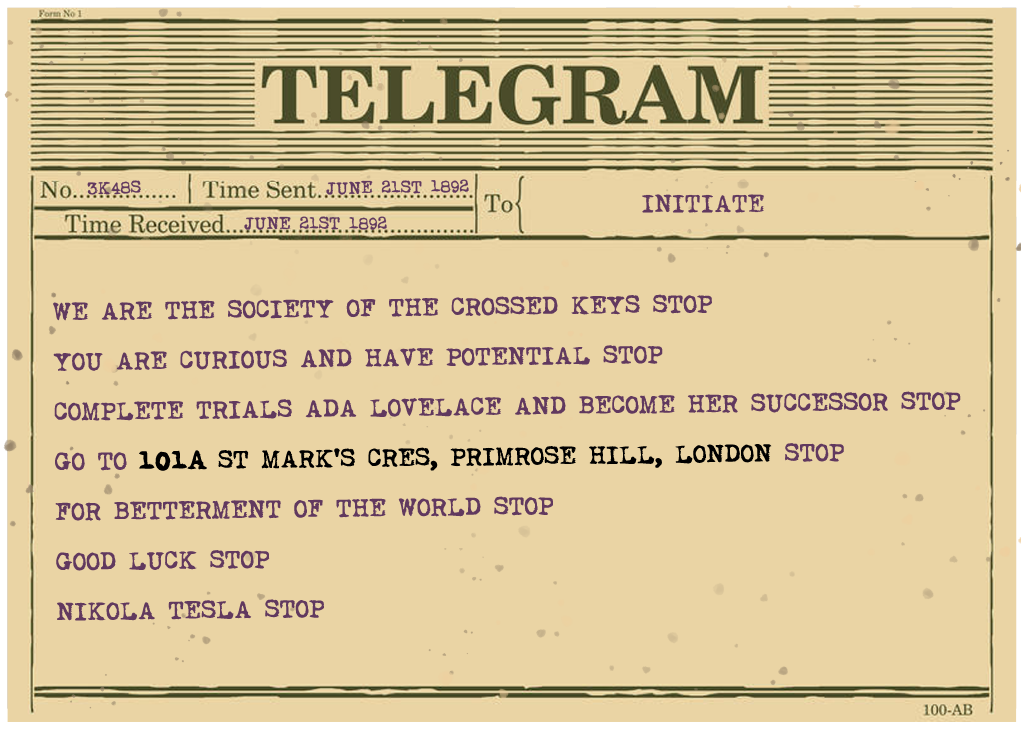 Form No 1
TELEGRAM
No..3K48S...... Time Sent..JUNE 21ST 1892
To{ INITIATE
Time Received...JUNE 21ST 1892................
WE ARE THE SOCIETY OF THE CROSSED KEYS STOP
YOU ARE CURIOUS AND HAVE POTENTIAL STOP
COMPLETE TRIALS ADA LOVELACE AND BECOME HER SUCCESSOR STOP
GO TO 101A ST MARK'S CRES, PRIMROSE HILL, LONDON STOP
FOR BETTERMENT OF THE WORLD STOP
GOOD LUCK STOP
NIKOLA TESLA STOP
100-AB